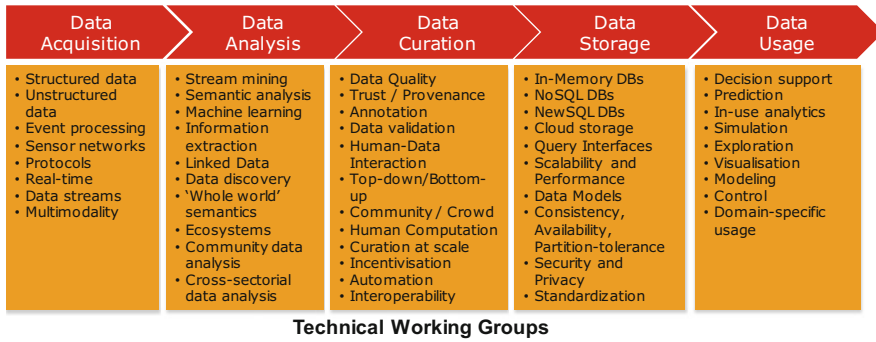 Data
Acquisition
Data
Analysis
Data
Curation
Data
Storage
Data
Usage
• Structured data
• Unstructured
data
• Event processing
• Sensor networks
• Protocols
• Real-time
• Data streams
• Multimodality
• Stream mining
• Semantic analysis
• Machine learning
• Information
extraction
• Linked Data
• Data discovery
• ‘Whole world’
semantics
• Ecosystems
• Community data
analysis
• Cross-sectorial
data analysis
• Data Quality
• Trust / Provenance
• Annotation
• Data validation
• Human-Data
Interaction
• Top-down/Bottom-
up
• Community / Crowd
• Human Computation
• Curation at scale
• Incentivisation
• Automation
• Interoperability
• In-Memory DBs
• NoSQL DBs
• NewSQL DBs
• Cloud storage
• Query Interfaces
• Scalability and
Performance
• Data Models
• Consistency,
Availability,
Partition-tolerance
• Security and
Privacy
• Standardization
• Decision support
• Prediction
• In-use analytics
• Simulation
• Exploration
• Visualisation
• Modeling
• Control
• Domain-specific
usage
Technical Working Groups